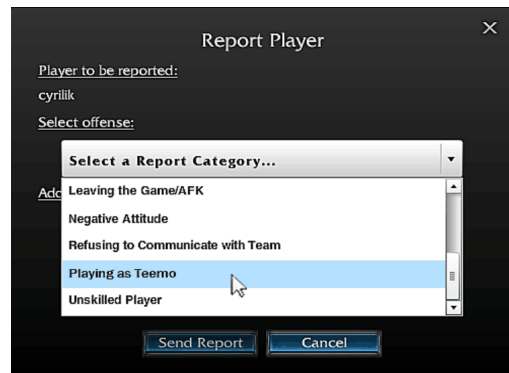 Report Player
Player to be reported:
cyrilik
Select offense:
Select a Report Category...
Leaving the Game/AFK
Negative Attitude
Refusing to Communicate with Team
Playing as Teemo
Unskilled Player
Send Report
Cancel